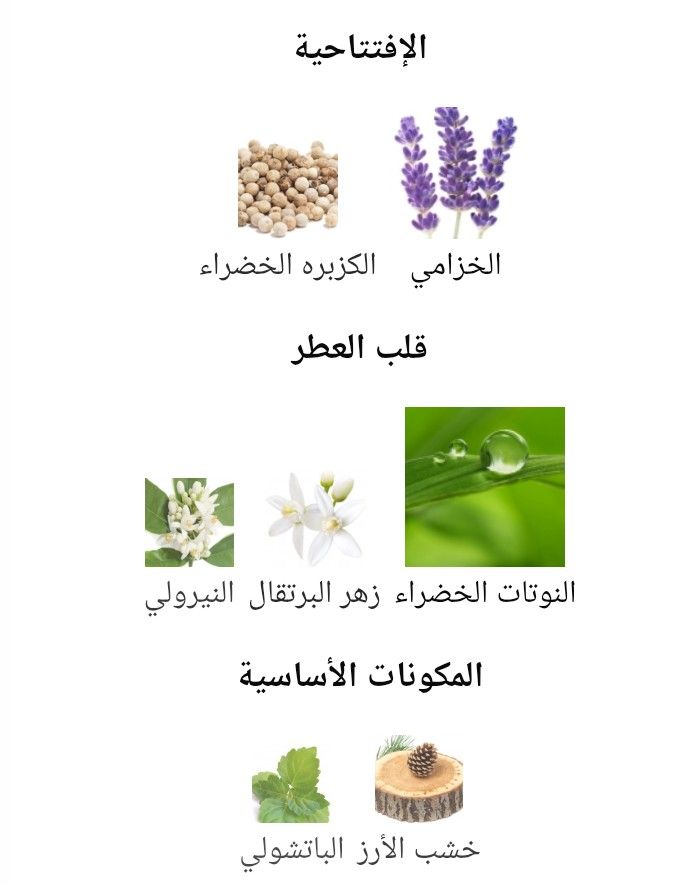 الإفتتاحية
الخزامي الكزبره الخضراء
قلب العطر
النوتات الخضراء زهر البرتقال النيرولي
المكونات الأساسية
خشب الأرز الباتشولي